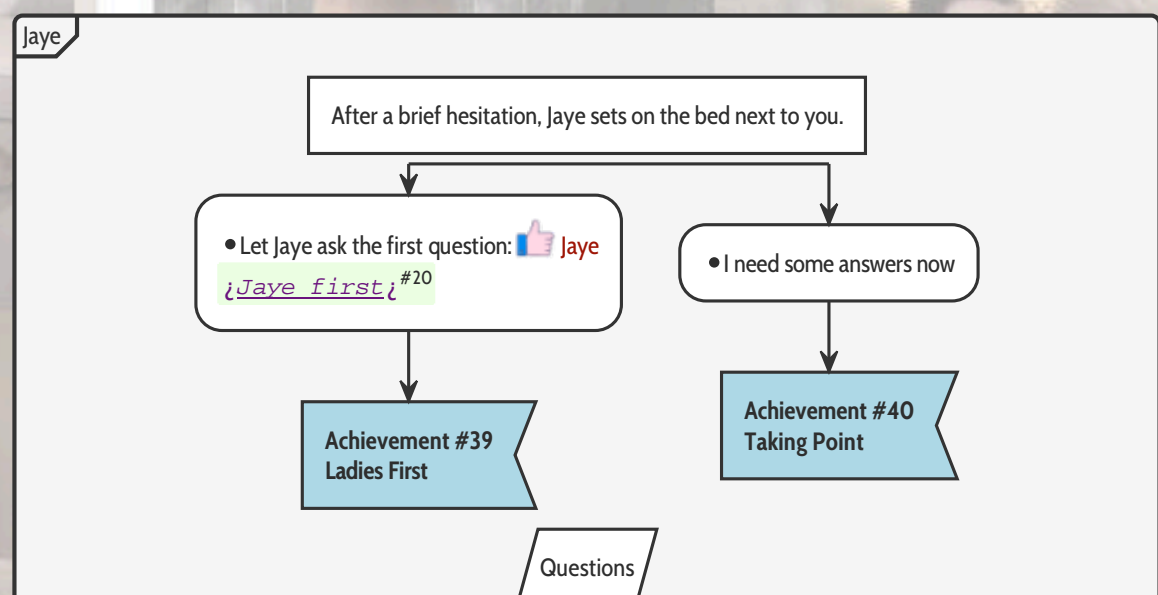 Jaye
After a brief hesitation, Jaye sets on the bed next to you.
• Let Jaye ask the first question: Jaye
¿Jaye first¿#20
• I need some answers now
Achievement #39
Ladies First
Achievement #40
Taking Point
Questions